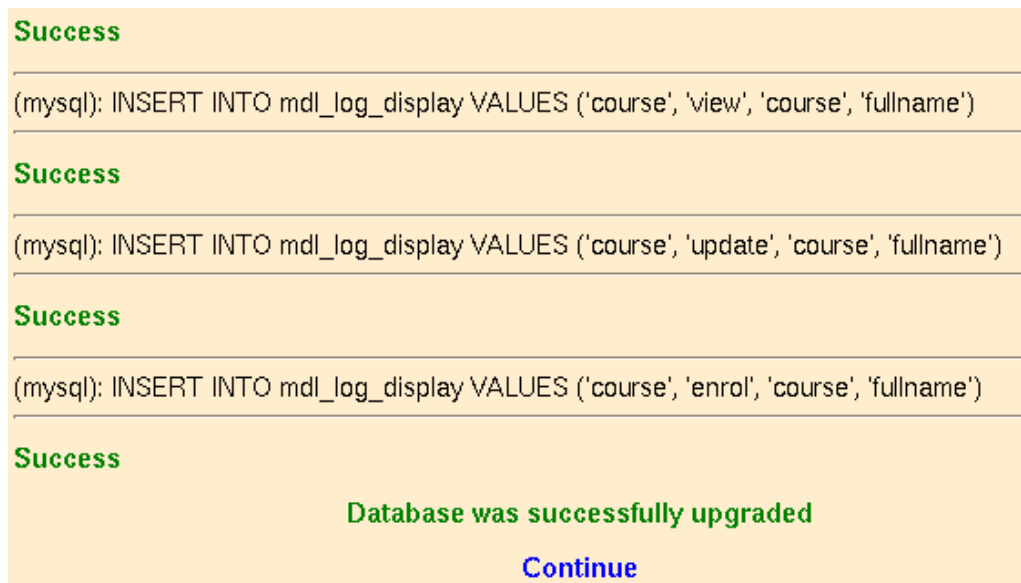 Success
(mysql): INSERT INTO mdl_log_display VALUES ('course', 'view', 'course', 'fullname')
Success
(mysql): INSERT INTO mdl_log_display VALUES ('course', 'update', 'course', 'fullname')
Success
(mysql): INSERT INTO mdl_log_display VALUES ('course', 'enrol', 'course', 'fullname')
Success
Database was successfully upgraded
Continue